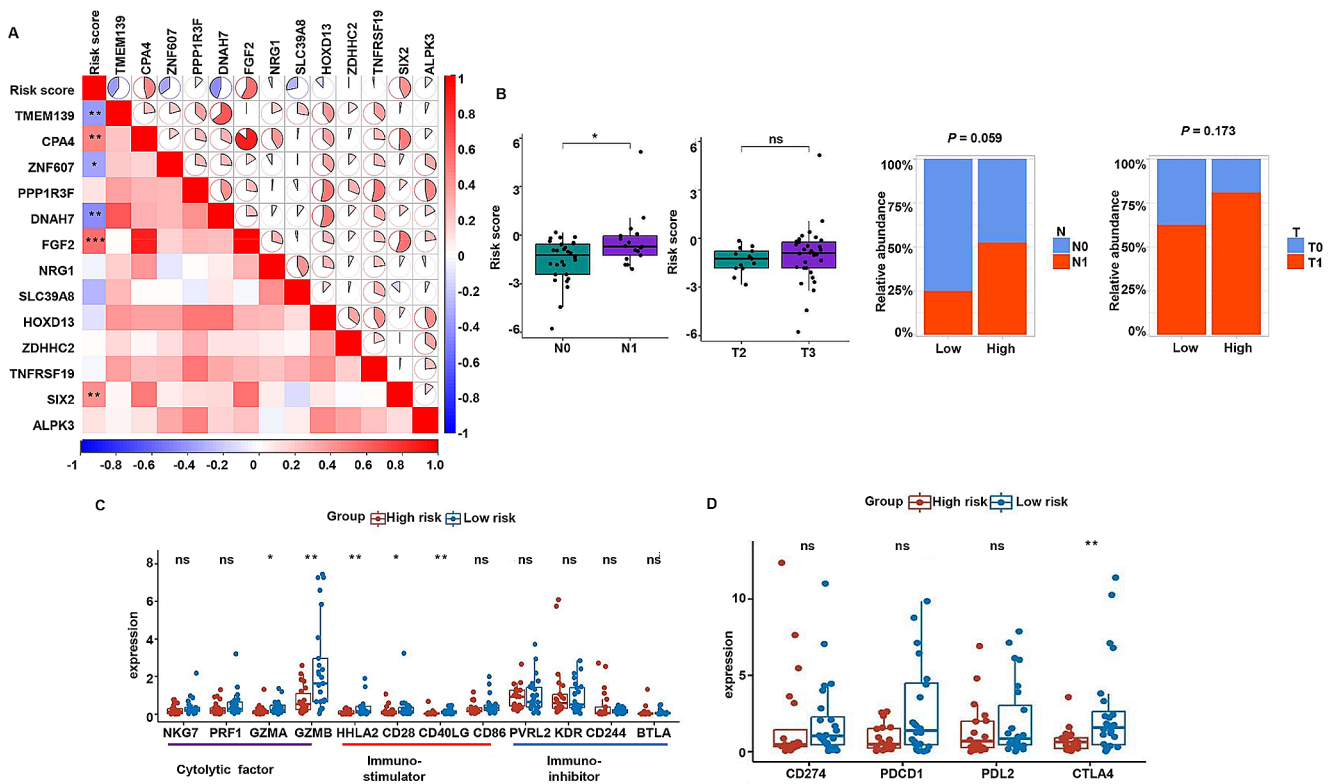 A
Risk score
TMEM139
CPA4
ZNF607
PPP1R3F
DNAH7
FGF2
NRG1
SLC39A8
HOXD13
ZDHHC2
TNFRSF19
SIX2
ALPK3
Risk score
TMEM139 **
CPA4 **
ZNF607 *
PPP1R3F
DNAH7 **
FGF2 ***
NRG1
SLC39A8
HOXD13
ZDHHC2
TNFRSF19
SIX2 **
ALPK3
1
0.8
0.6
0.4
0.2
0
-0.2
-0.4
-0.6
-0.8
-1
-1 -0.8 -0.6 -0.4 -0.2 0 0.2 0.4 0.6 0.8 1.0
B
Risk score
6
3
0
-3
-6
*
N0 N1
Risk score
6
3
0
-3
-6
ns
T2 T3
P = 0.059
Relative abundance
100%
75%
50%
25%
0%
Low High
N
N0
N1
P = 0.173
Relative abundance
100%
75%
50%
25%
0%
Low High
T
T0
T1
C
Group High risk Low risk
expression
8
6
4
2
0
ns ns * ** ** * ** ns ns ns ns ns
NKG7 PRF1 GZMA GZMB HHLA2 CD28 CD40LG CD86 PVRL2 KDR CD244 BTLA
Cytolytic factor
Immuno-
stimulator
Immuno-
inhibitor
D
Group High risk Low risk
expression
10
5
0
ns ns ns **
CD274 PDCD1 PDL2 CTLA4